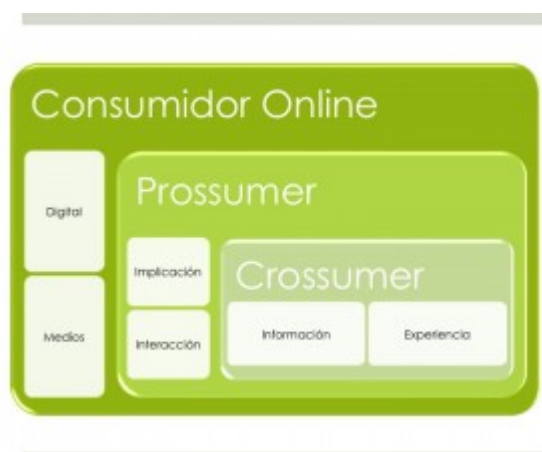 Consumidor Online
Digital
Medios
Prossumer
Implicación
Interacción
Crossumer
Información
Experiencia